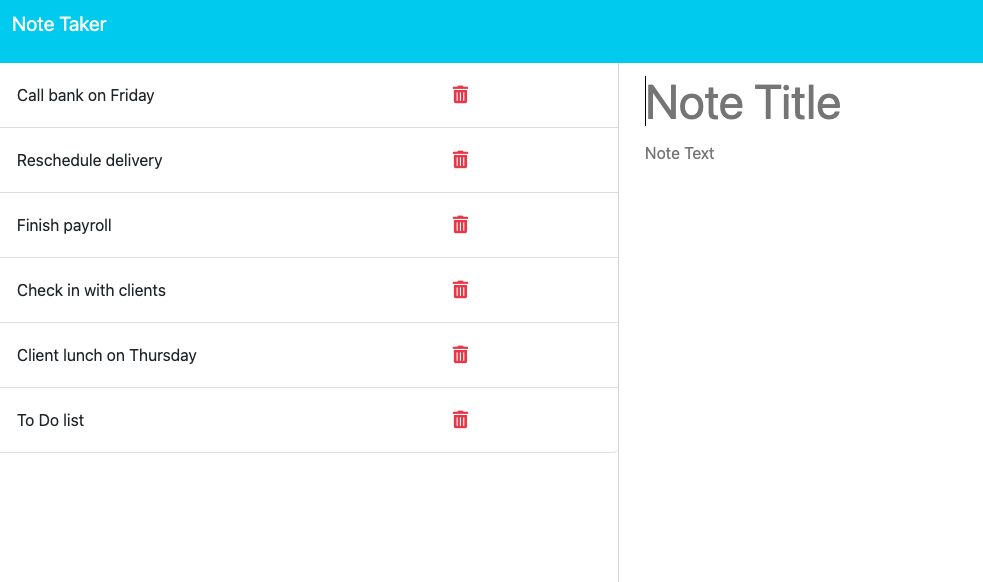 Note Taker
Call bank on Friday
Reschedule delivery
Finish payroll
Check in with clients
Client lunch on Thursday
To Do list
Note Title
Note Text